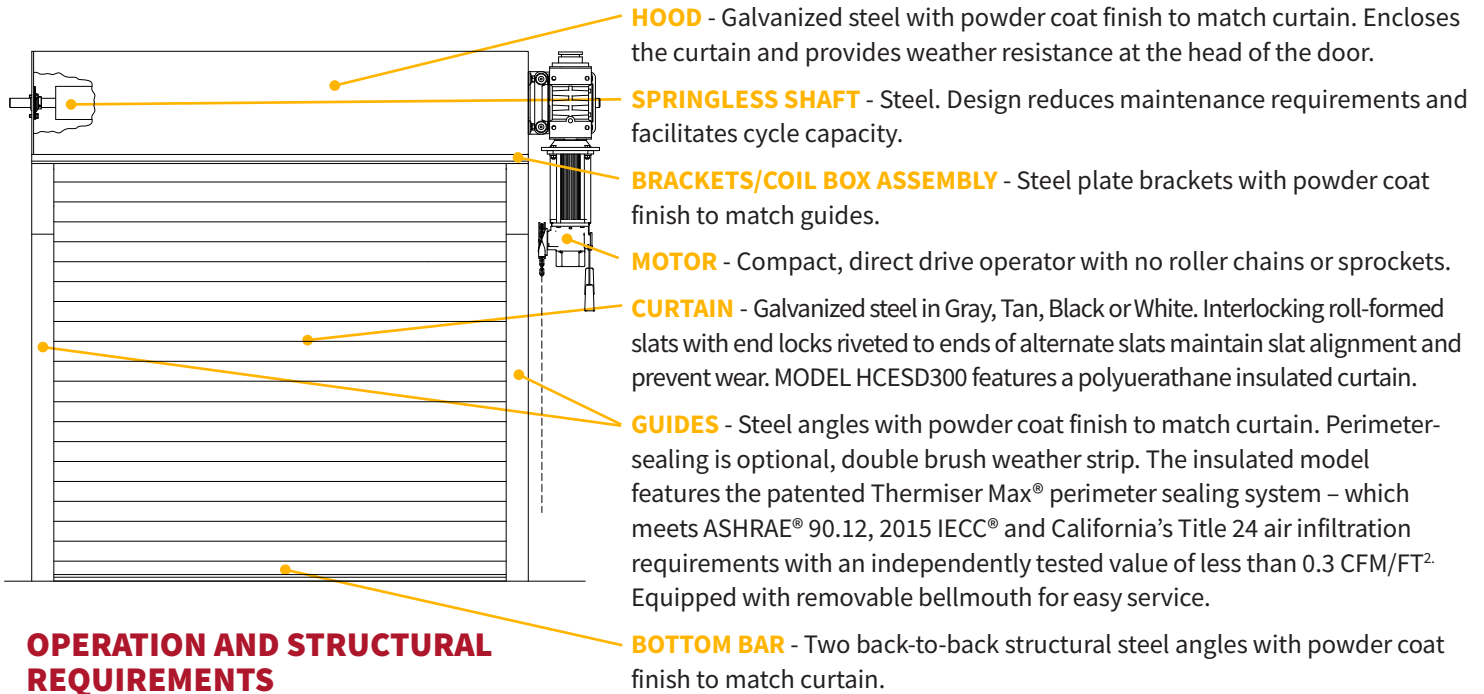 HOOD - Galvanized steel with powder coat finish to match curtain. Encloses
the curtain and provides weather resistance at the head of the door.
SPRINGLESS SHAFT - Steel. Design reduces maintenance requirements and
facilitates cycle capacity.
BRACKETS/COIL BOX ASSEMBLY - Steel plate brackets with powder coat
finish to match guides.
MOTOR - Compact, direct drive operator with no roller chains or sprockets.
CURTAIN - Galvanized steel in Gray, Tan, Black or White. Interlocking roll-formed
slats with end locks riveted to ends of alternate slats maintain slat alignment and
prevent wear. MODEL HCESD300 features a polyuerathane insulated curtain.
GUIDES - Steel angles with powder coat finish to match curtain. Perimeter-
sealing is optional, double brush weather strip. The insulated model
features the patented Thermiser Max® perimeter sealing system – which
meets ASHRAE® 90.12, 2015 IECC® and California's Title 24 air infiltration
requirements with an independently tested value of less than 0.3 CFM/FT².
Equipped with removable bellmouth for easy service.
BOTTOM BAR - Two back-to-back structural steel angles with powder coat
finish to match curtain.
OPERATION AND STRUCTURAL
REQUIREMENTS